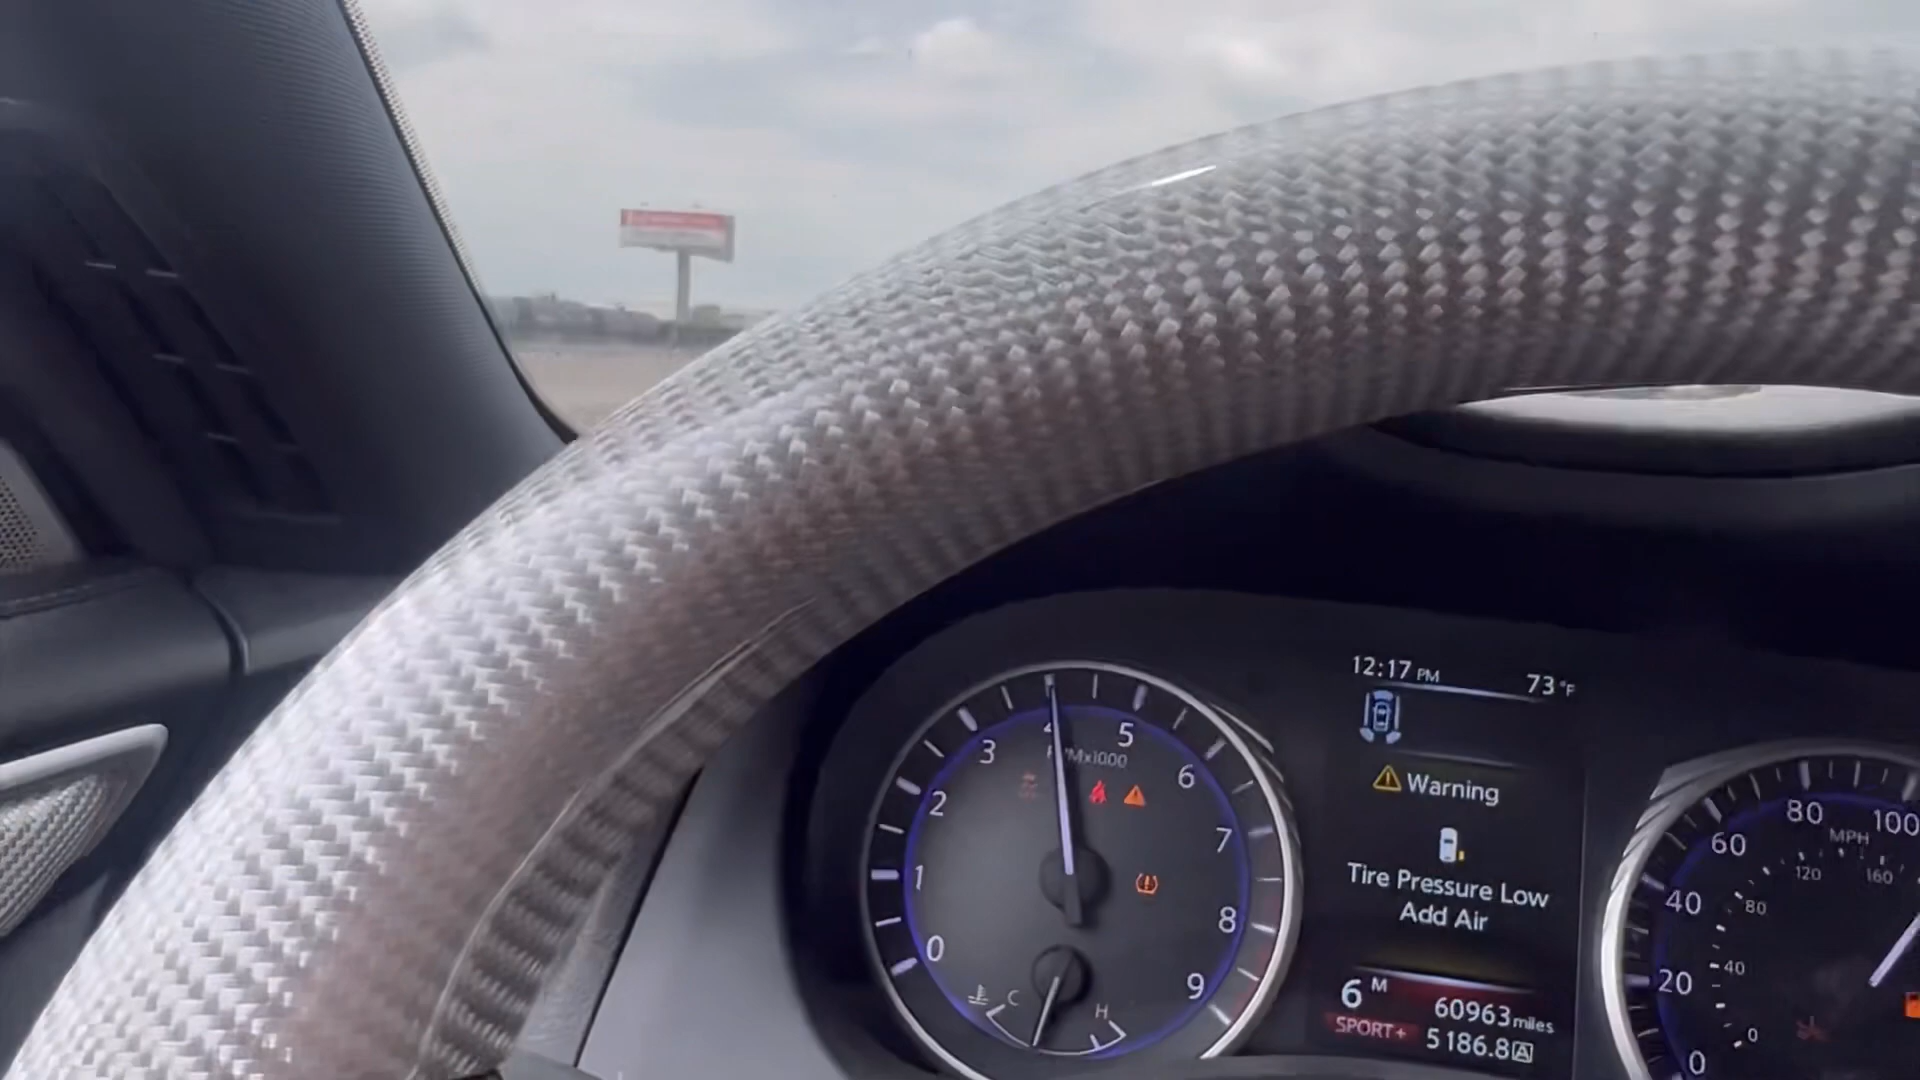 12:17 PM 73°F
Warning
Tire Pressure Low
Add Air
6 M
60963 miles
SPORT+
5186.8 A
0 1 2 3 4 5 6 7 8 9
RPMx1000
C H
0 20 40 60 80 100
MPH
0 40 80 120 160